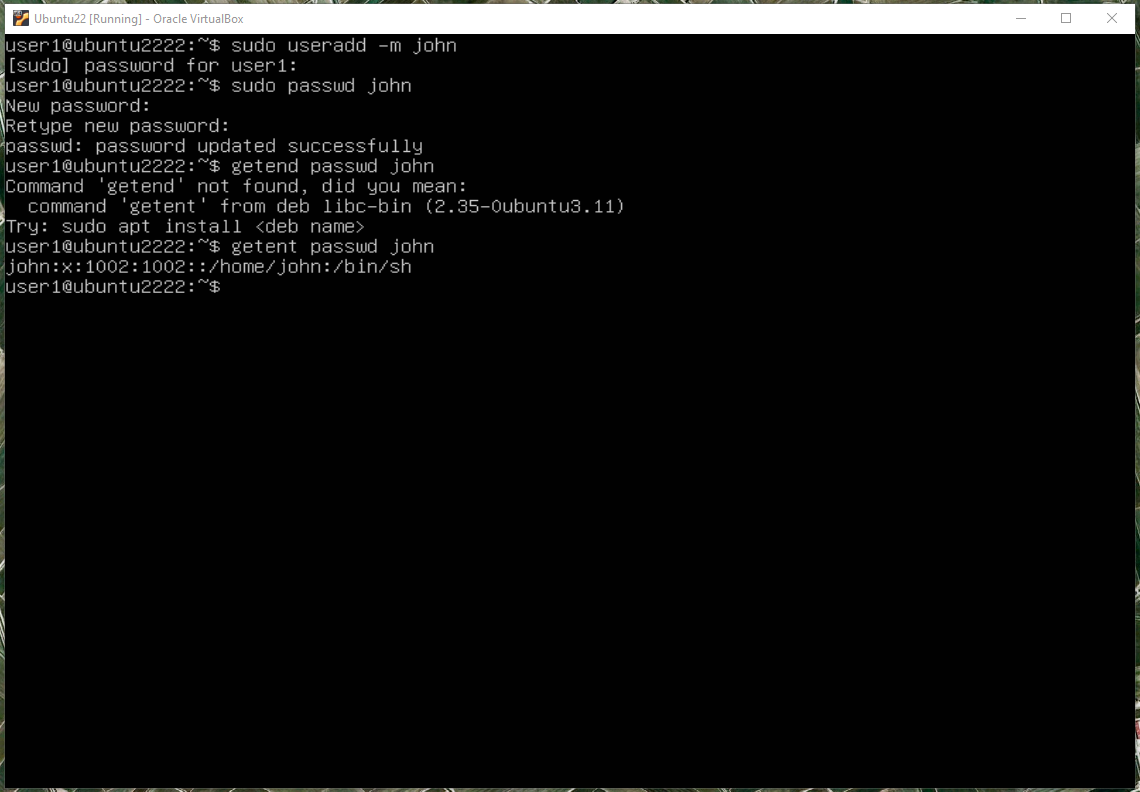 Ubuntu22 [Running] - Oracle VirtualBox
user1@ubuntu2222:~$ sudo useradd -m john
[sudo] password for user1:
user1@ubuntu2222:~$ sudo passwd john
New password:
Retype new password:
passwd: password updated successfully
user1@ubuntu2222:~$ getend passwd john
Command 'getend' not found, did you mean:
  command 'getent' from deb libc-bin (2.35-0ubuntu3.11)
Try: sudo apt install <deb name>
user1@ubuntu2222:~$ getent passwd john
john:x:1002:1002::/home/john:/bin/sh
user1@ubuntu2222:~$